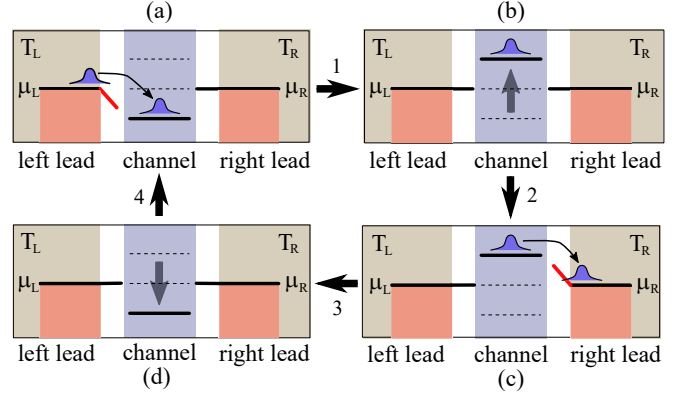 (a) (b)
T_L T_R T_L T_R
μ_L μ_R 1 μ_L μ_R
left lead channel right lead left lead channel right lead
4 2
T_L T_R T_L T_R
μ_L μ_R 3 μ_L μ_R
left lead channel right lead left lead channel right lead
(d) (c)